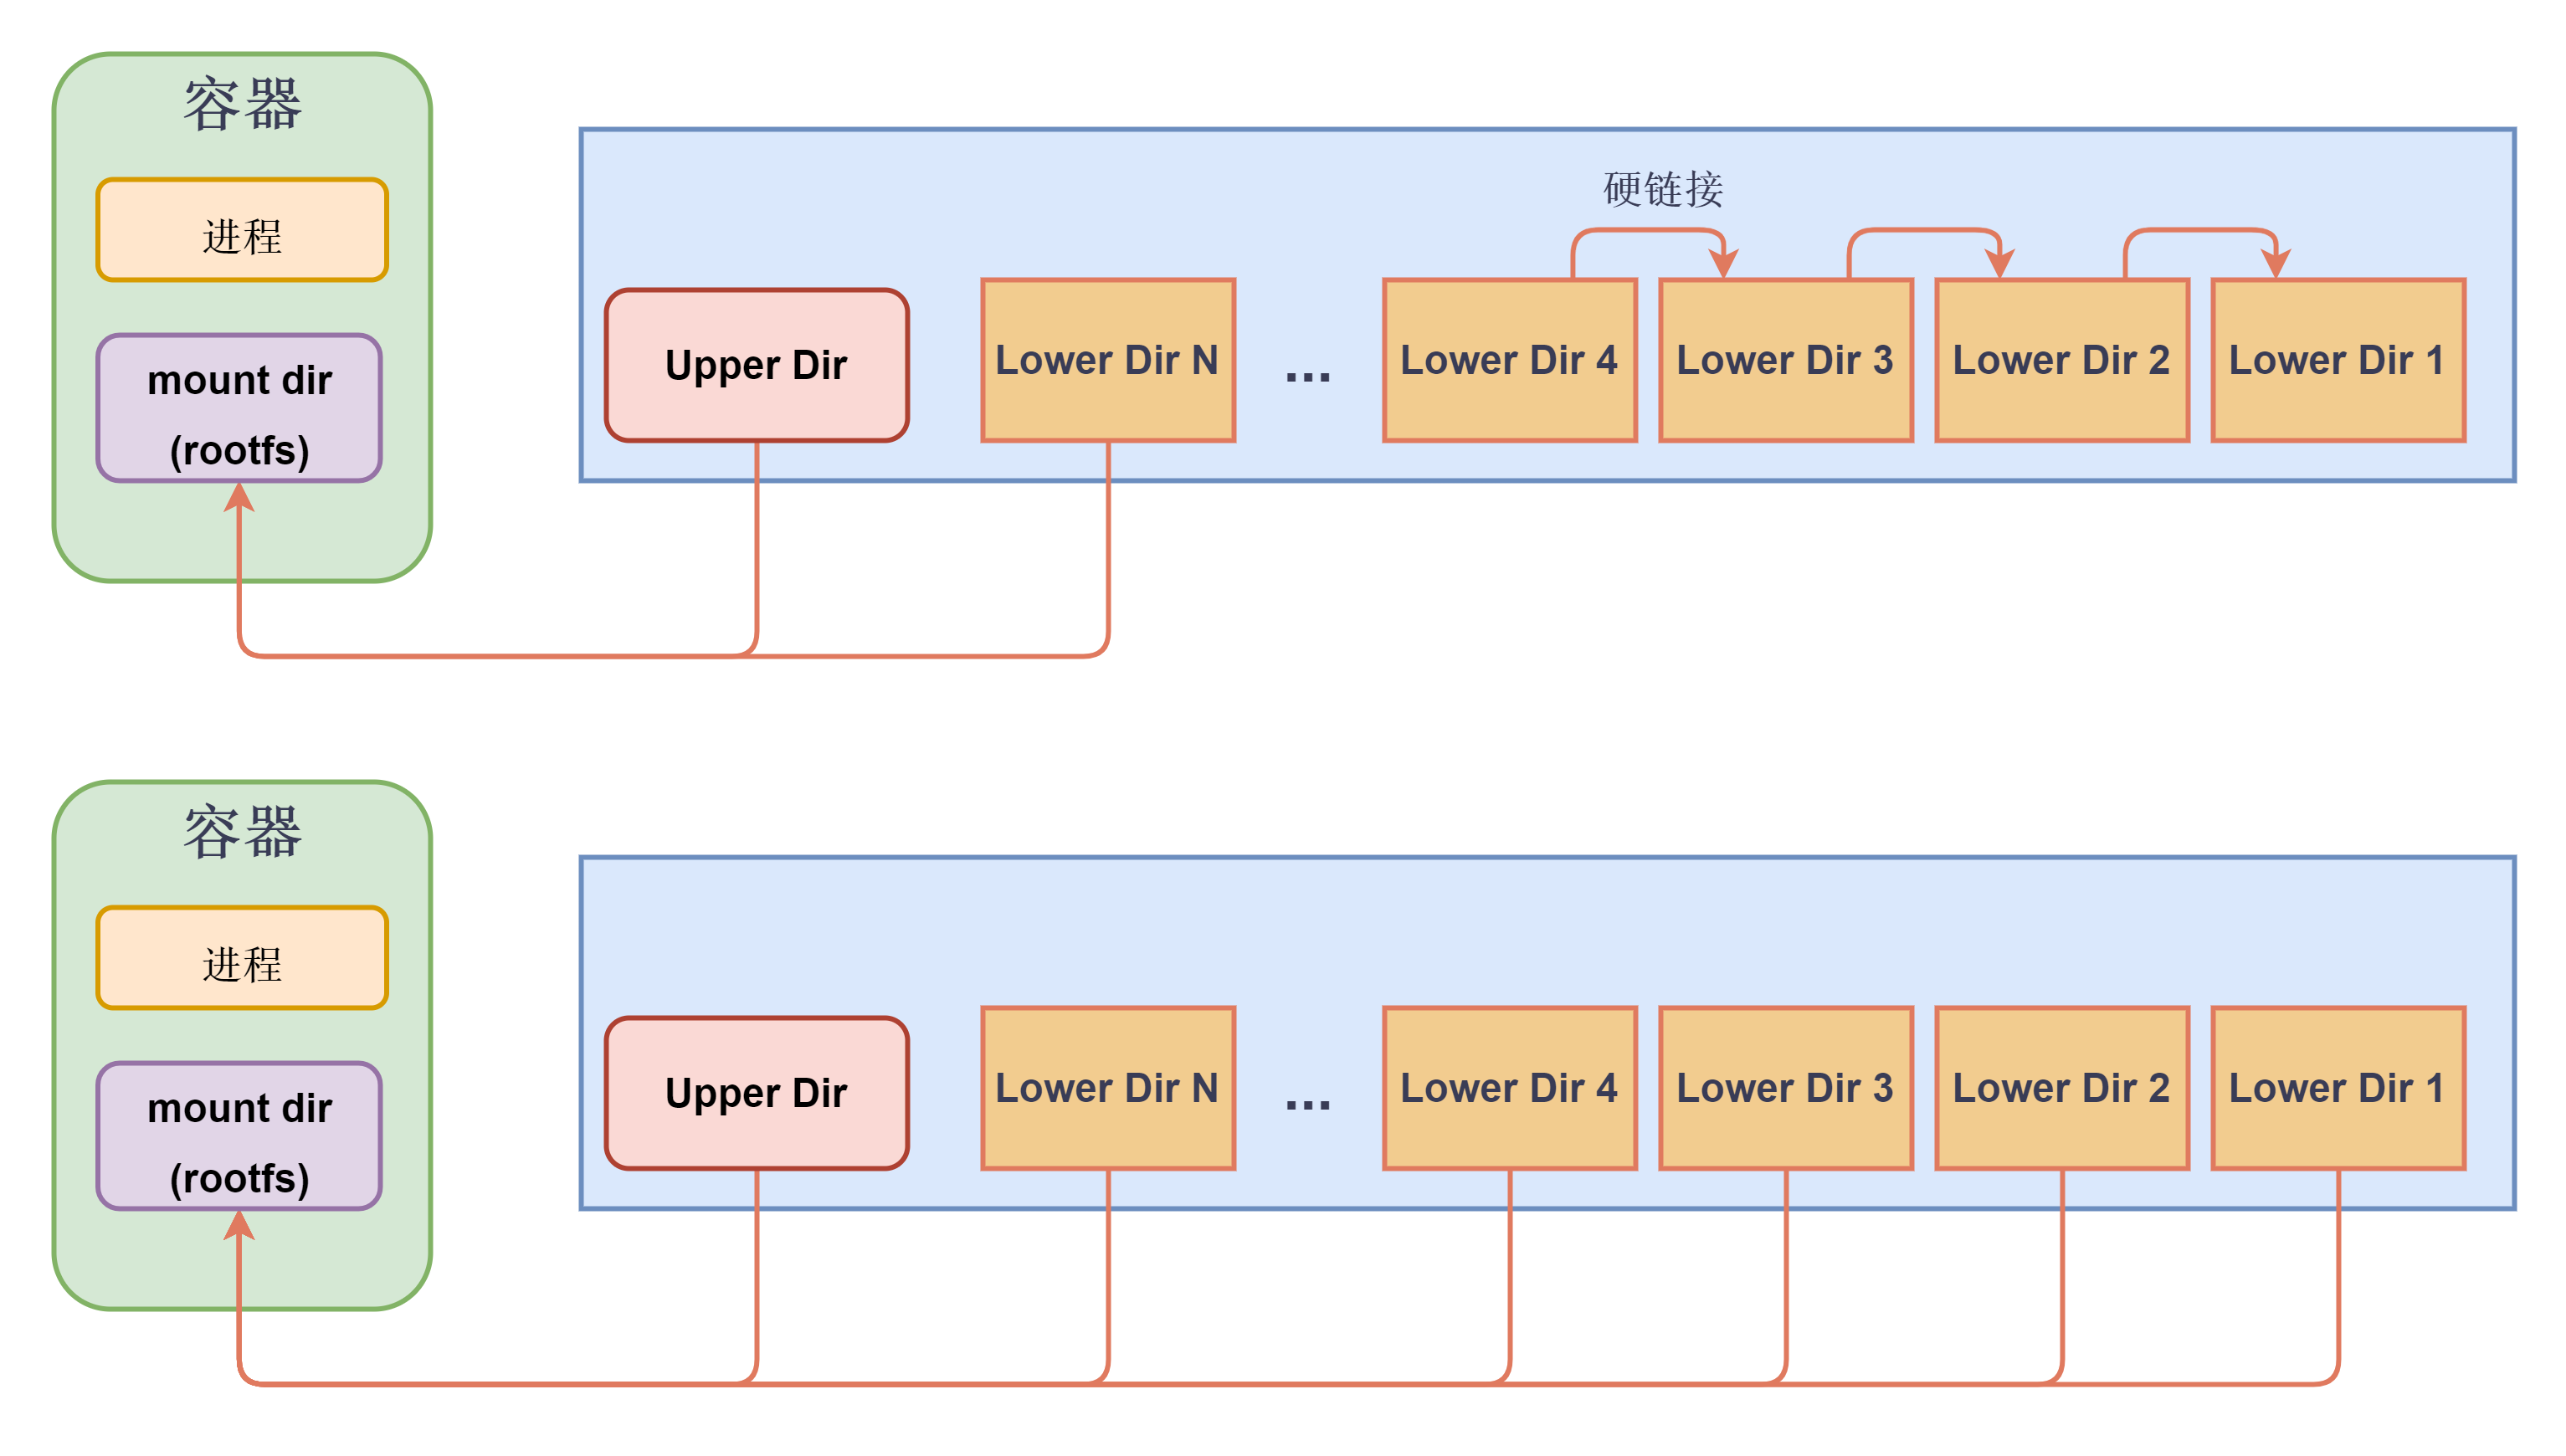 容器
进程
mount dir
(rootfs)
硬链接
Upper Dir
Lower Dir N
...
Lower Dir 4
Lower Dir 3
Lower Dir 2
Lower Dir 1
容器
进程
mount dir
(rootfs)
Upper Dir
Lower Dir N
...
Lower Dir 4
Lower Dir 3
Lower Dir 2
Lower Dir 1